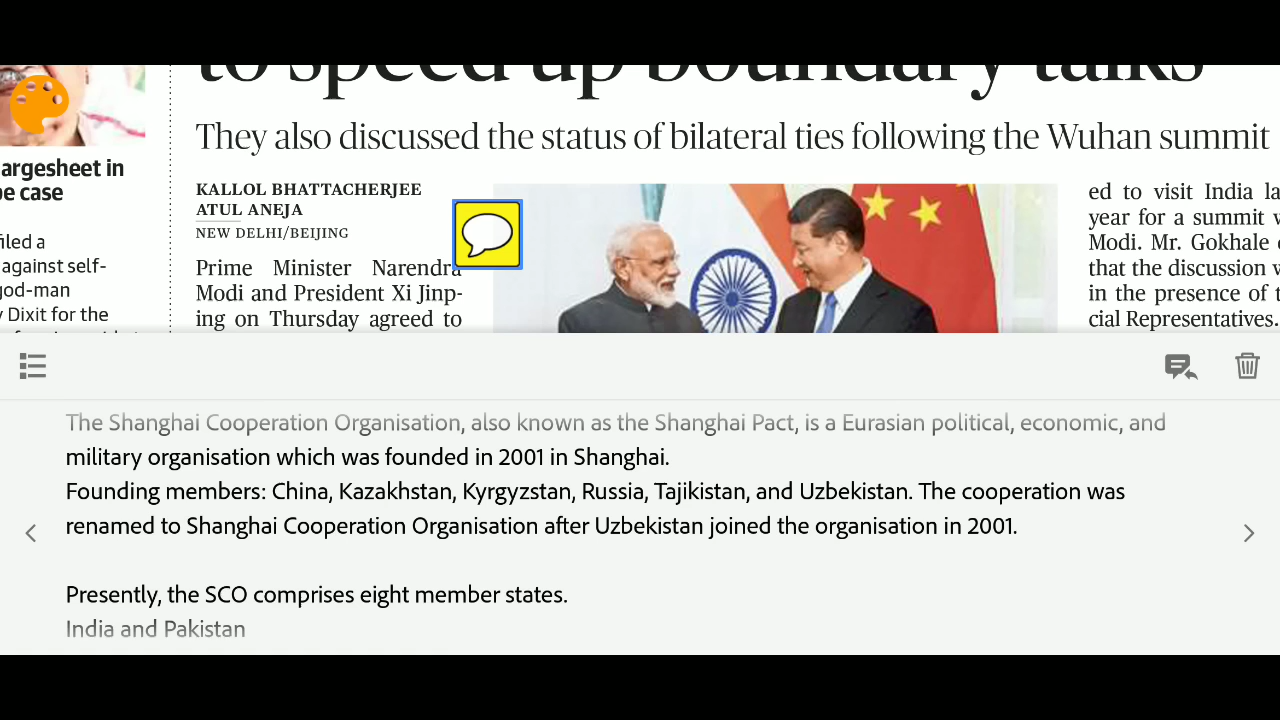 to speed up boundary talks
They also discussed the status of bilateral ties following the Wuhan summit
argesheet in
case
filed a
against self-
god-man
Dixit for the
KALLOL BHATTACHERJEE
ATUL ANEJA
NEW DELHI/BEIJING
Prime Minister Narendra
Modi and President Xi Jinp-
ing on Thursday agreed to
ed to visit India la
year for a summit
Modi. Mr. Gokhale
that the discussion
in the presence of
cial Representatives.
The Shanghai Cooperation Organisation, also known as the Shanghai Pact, is a Eurasian political, economic, and
military organisation which was founded in 2001 in Shanghai.
Founding members: China, Kazakhstan, Kyrgyzstan, Russia, Tajikistan, and Uzbekistan. The cooperation was
renamed to Shanghai Cooperation Organisation after Uzbekistan joined the organisation in 2001.
Presently, the SCO comprises eight member states.
India and Pakistan